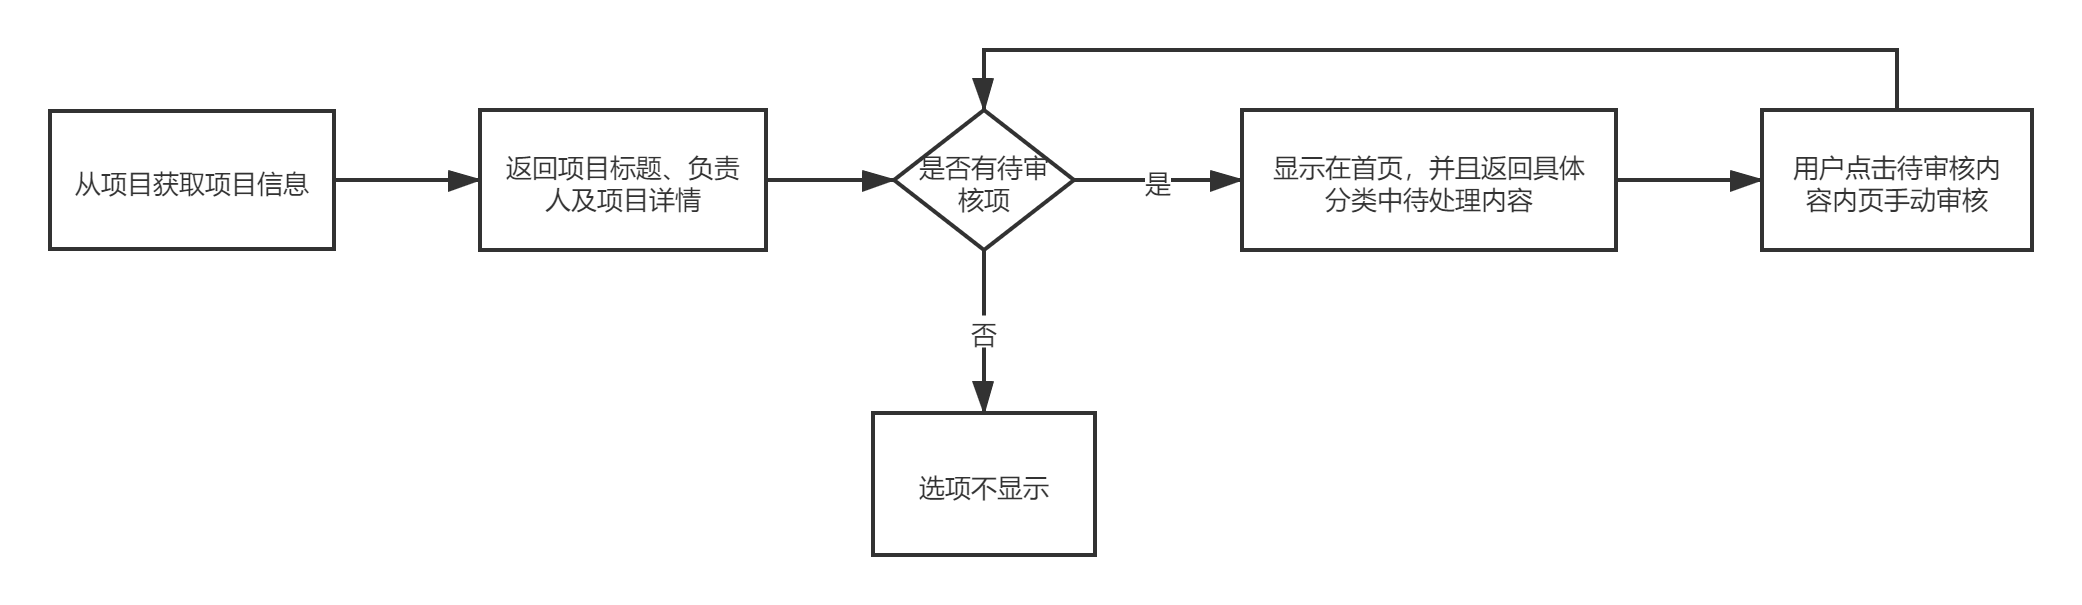 从项目获取项目信息
返回项目标题、负责
人及项目详情
是否有待审
核项
是
显示在首页，并且返回具体
分类中待处理内容
用户点击待审核内
容内页手动审核
否
选项不显示